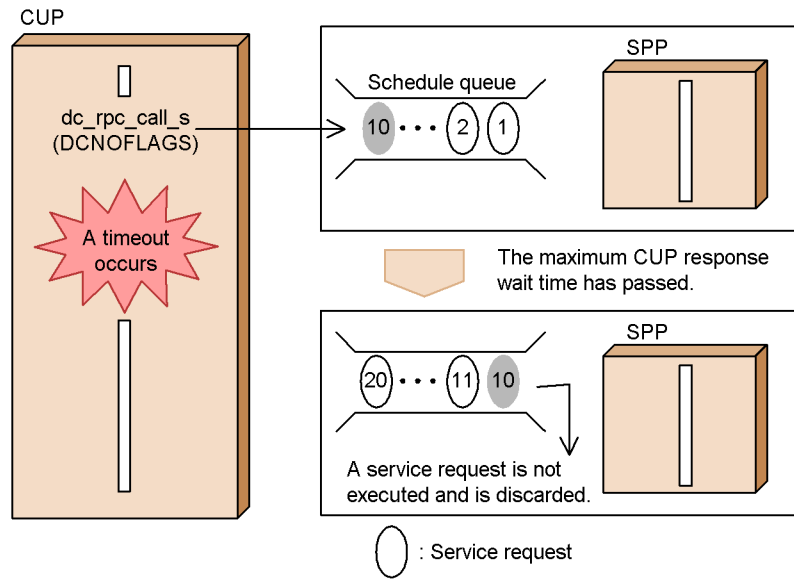 CUP
dc_rpc_call_s
(DCNOFLAGS)
A timeout
occurs
SPP
Schedule queue
10 ••• 2 1
The maximum CUP response
wait time has passed.
SPP
20 ••• 11 10
A service request is not
executed and is discarded.
: Service request